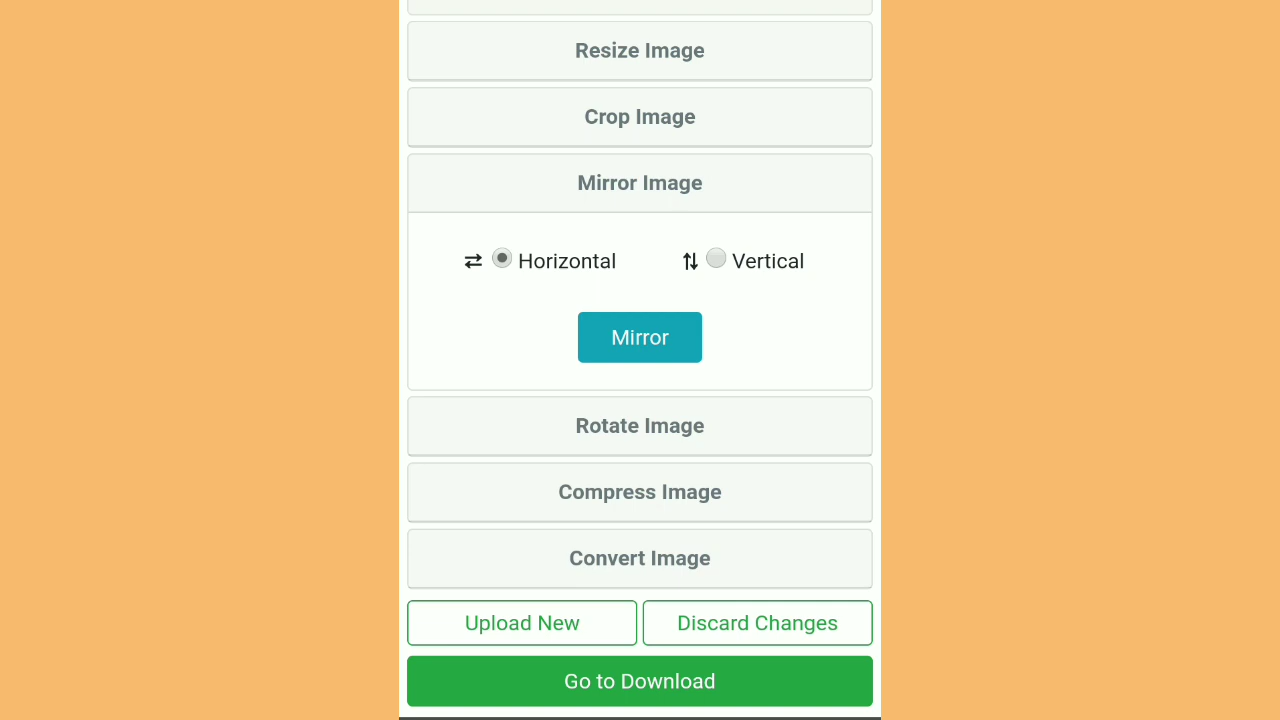 Resize Image
Crop Image
Mirror Image
Horizontal Vertical
Mirror
Rotate Image
Compress Image
Convert Image
Upload New Discard Changes
Go to Download